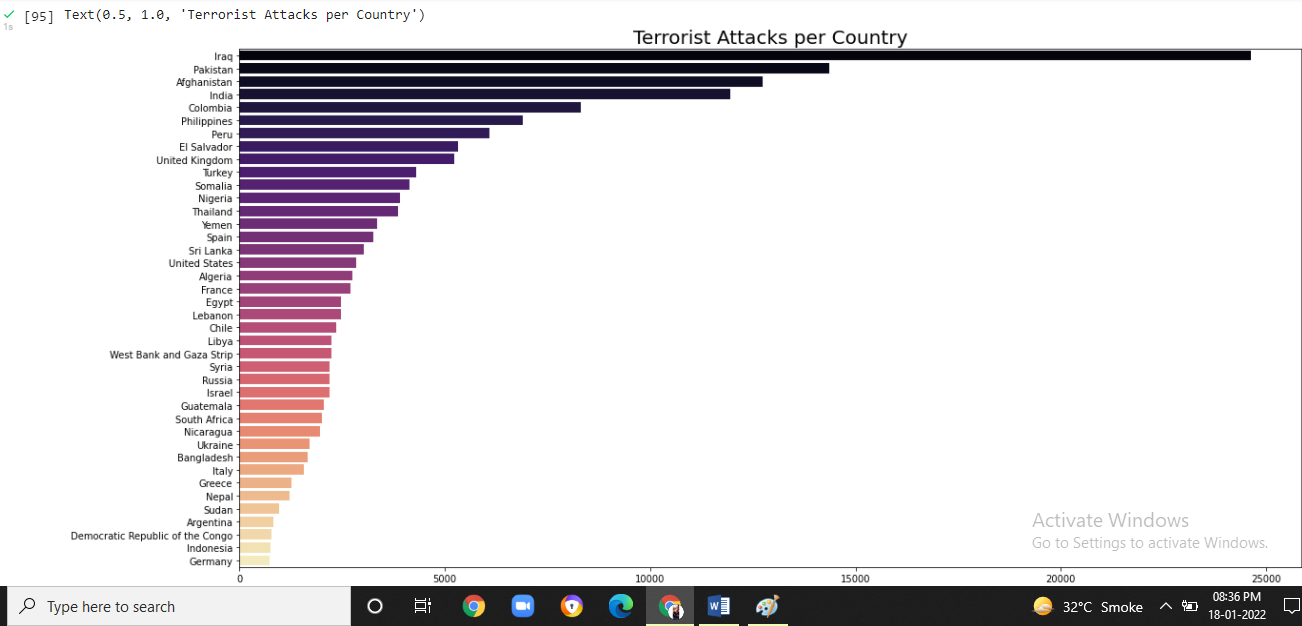 [95] Text(0.5, 1.0, 'Terrorist Attacks per Country')
1s
Terrorist Attacks per Country
Iraq
Pakistan
Afghanistan
India
Colombia
Philippines
Peru
El Salvador
United Kingdom
Turkey
Somalia
Nigeria
Thailand
Yemen
Spain
Sri Lanka
United States
Algeria
France
Egypt
Lebanon
Chile
Libya
West Bank and Gaza Strip
Syria
Russia
Israel
Guatemala
South Africa
Nicaragua
Ukraine
Bangladesh
Italy
Greece
Nepal
Sudan
Argentina
Democratic Republic of the Congo
Indonesia
Germany
0 5000 10000 15000 20000 25000
Activate Windows
Go to Settings to activate Windows.
Type here to search
W
32°C Smoke
08:36 PM
18-01-2022